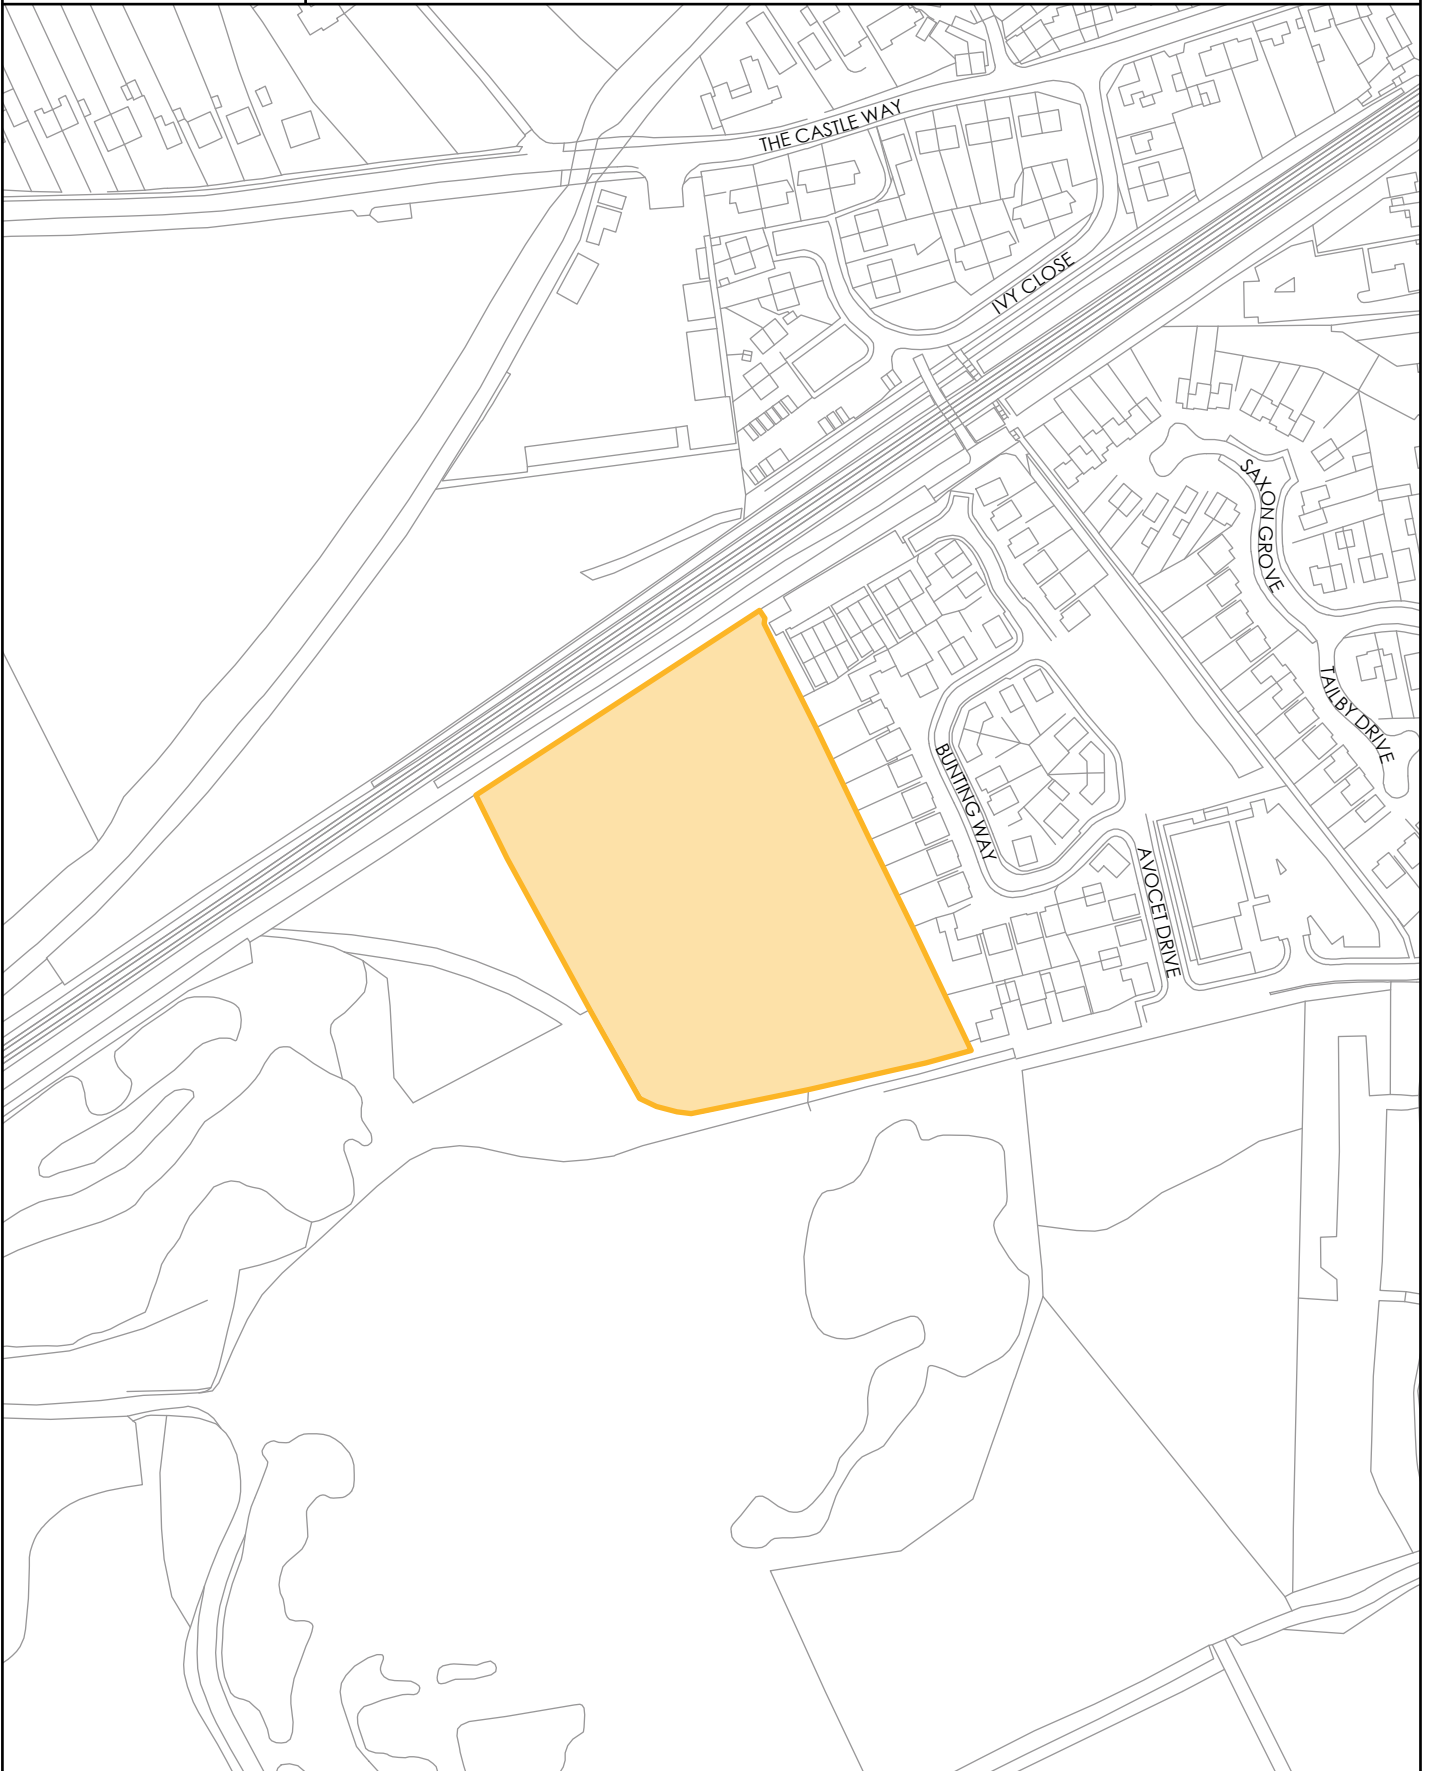 THE CASTLE WAY
IVY CLOSE
SAXON GROVE
TAILBY DRIVE
BUNTING WAY
AVOCET DRIVE